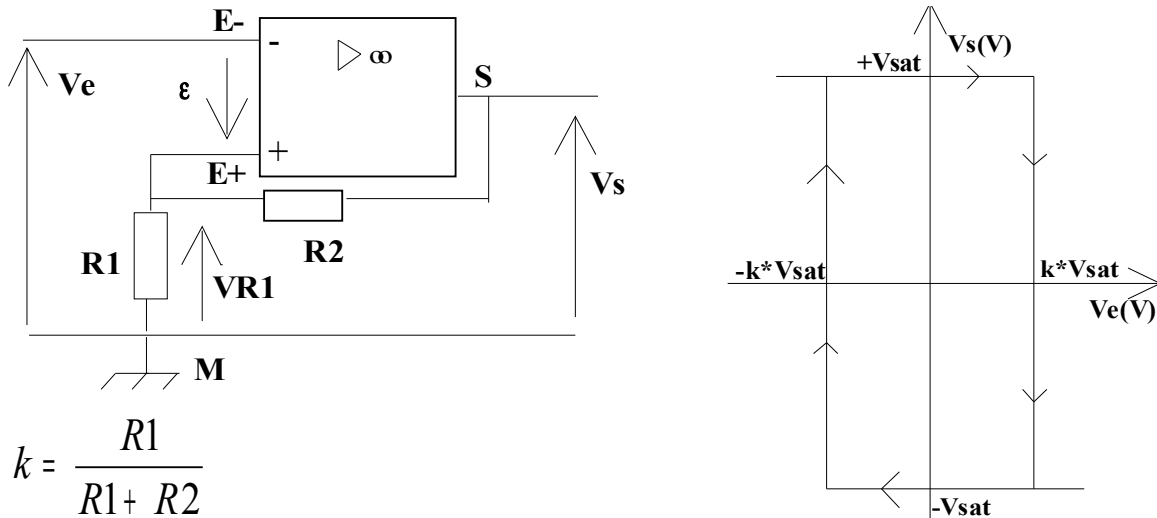 E-
-
▷ ∞
Ve
ε
S
+
E+
Vs
R2
R1
VR1
M
k = R1
R1+ R2
Vs(V)
+Vsat
-k*Vsat
k*Vsat
Ve(V)
-Vsat